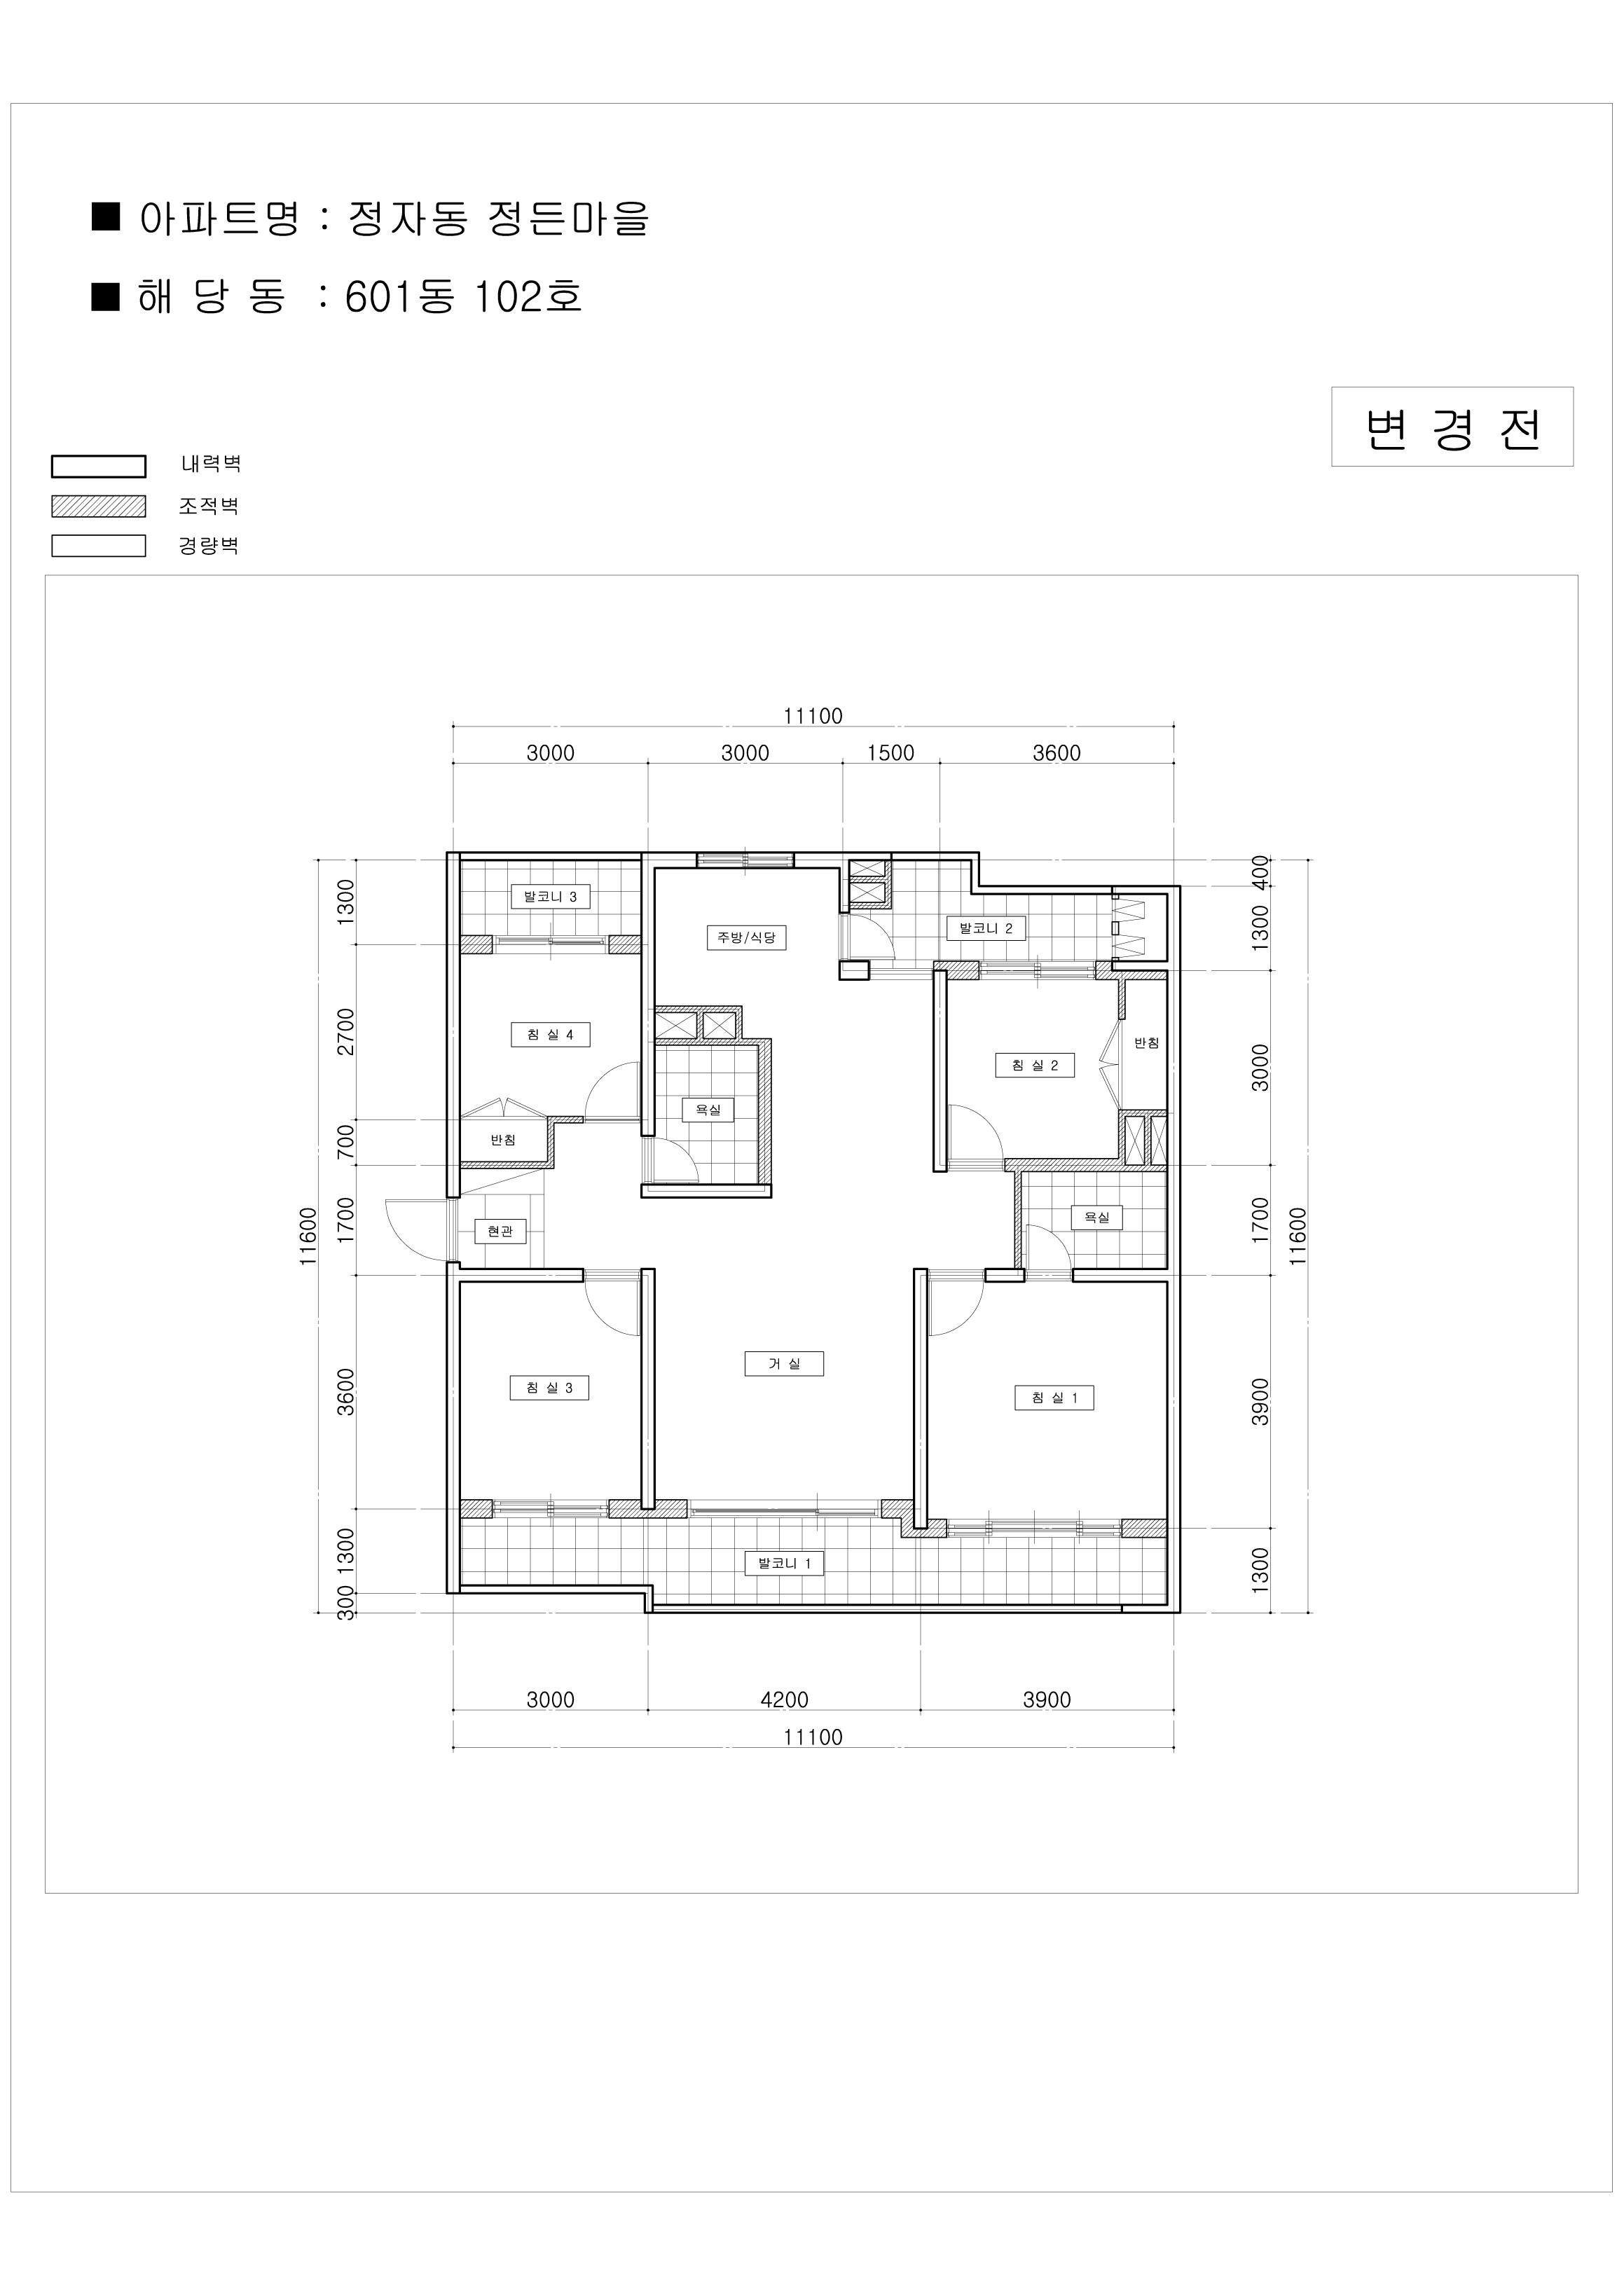 ■ 아파트명 : 정자동 정든마을
■ 해 당 동 : 601동 102호
변 경 전
내력벽
조적벽
경량벽
11100
3000 3000 1500 3600
발코니 3
주방/식당
발코니 2
침 실 4
침 실 2
반침
욕실
반침
현관
욕실
거 실
침 실 3
침 실 1
발코니 1
1300
2700
700
1700
3600
1300
300
11600
400
1300
3000
1700
3900
1300
11600
3000 4200 3900
11100